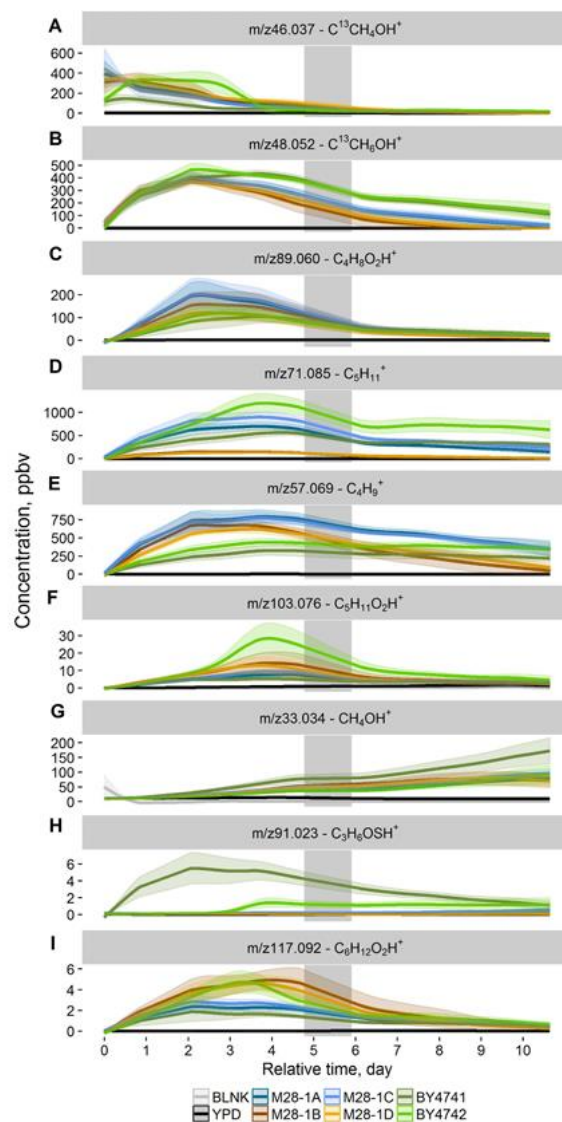 A
m/z46.037 - C¹³CH₄OH⁺
600
400
200
0
B
m/z48.052 - C¹³CH₆OH⁺
500
400
300
200
100
0
C
m/z89.060 - C₄H₈O₂H⁺
200
100
0
D
m/z71.085 - C₅H₁₁⁺
1000
500
0
E
m/z57.069 - C₄H₉⁺
750
500
250
0
F
m/z103.076 - C₅H₁₁O₂H⁺
30
20
10
0
G
m/z33.034 - CH₄OH⁺
200
150
100
50
0
H
m/z91.023 - C₃H₆OSH⁺
6
4
2
0
I
m/z117.092 - C₆H₁₂O₂H⁺
6
4
2
0
Concentration, ppbv
0 1 2 3 4 5 6 7 8 9 10
Relative time, day
BLNK M28-1A M28-1C BY4741
YPD M28-1B M28-1D BY4742